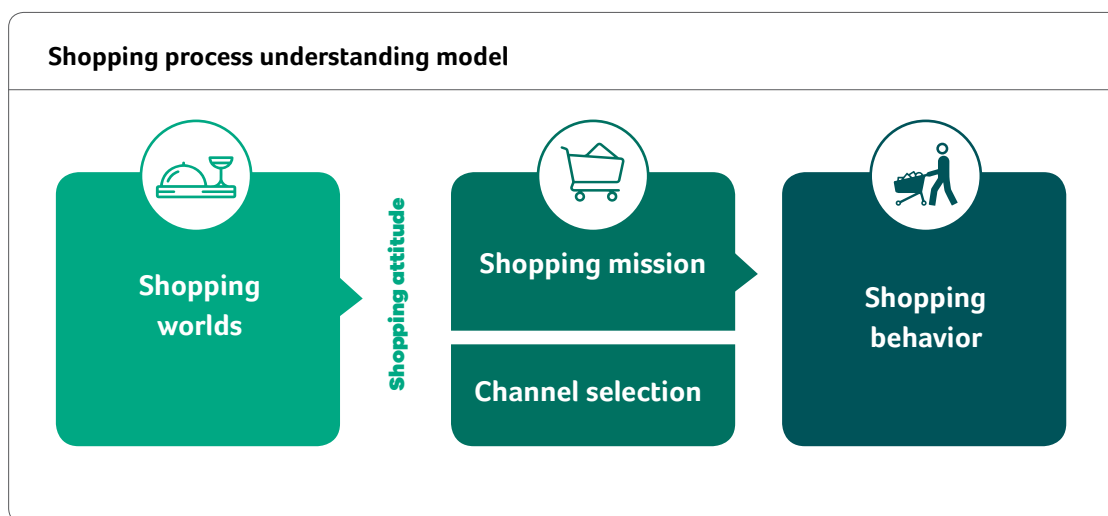 Shopping process understanding model
Shopping
worlds
Shopping attitude
Shopping mission
Channel selection
Shopping
behavior